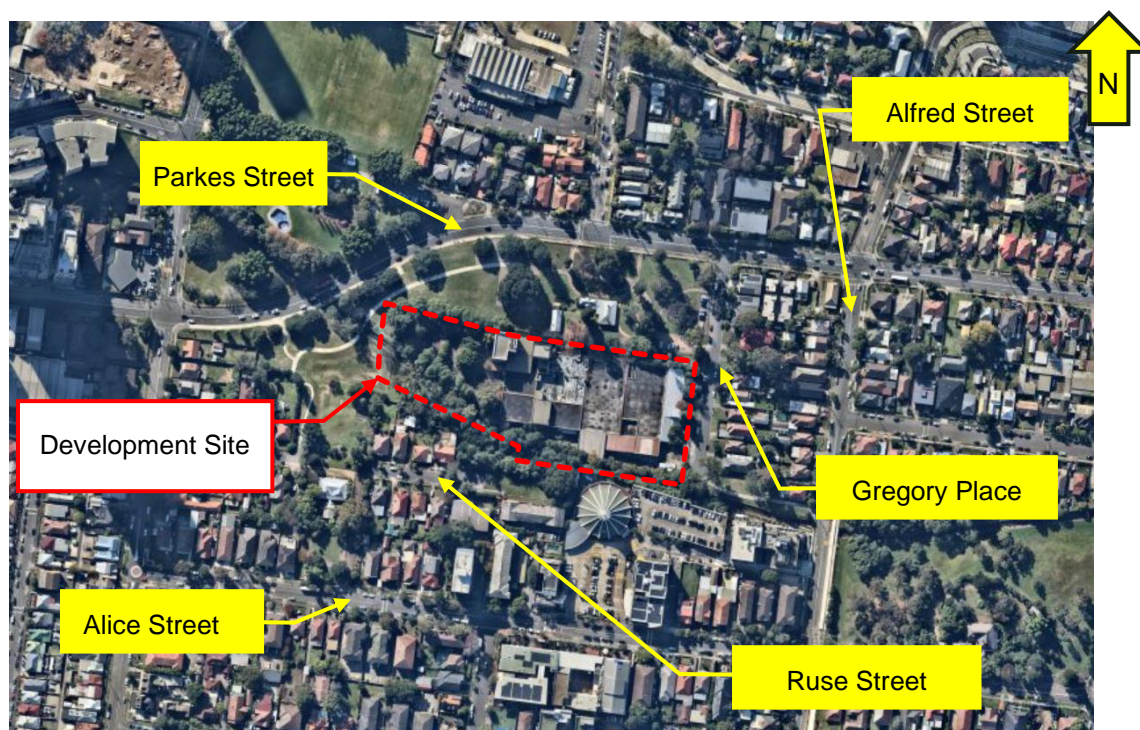 N
Alfred Street
Parkes Street
Development Site
Gregory Place
Alice Street
Ruse Street